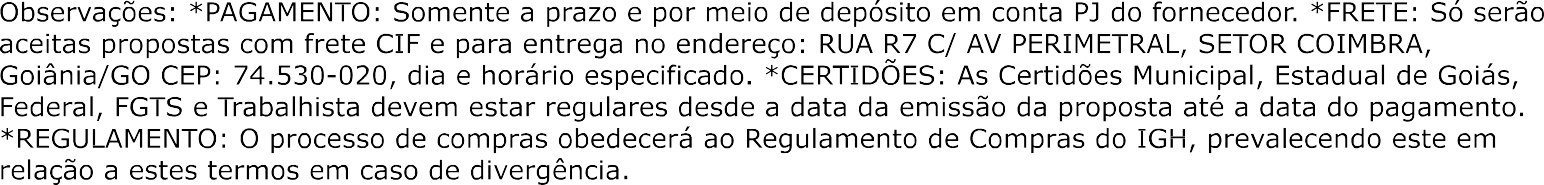 Observações: *PAGAMENTO: Somente a prazo e por meio de depósito em conta PJ do fornecedor. *FRETE: Só serão
aceitas propostas com frete CIF e para entrega no endereço: RUA R7 C/ AV PERIMETRAL, SETOR COIMBRA,
Goiânia/GO CEP: 74.530-020, dia e horário especificado. *CERTIDÕES: As Certidões Municipal, Estadual de Goiás,
Federal, FGTS e Trabalhista devem estar regulares desde a data da emissão da proposta até a data do pagamento.
*REGULAMENTO: O processo de compras obedecerá ao Regulamento de Compras do IGH, prevalecendo este em
relação a estes termos em caso de divergência.